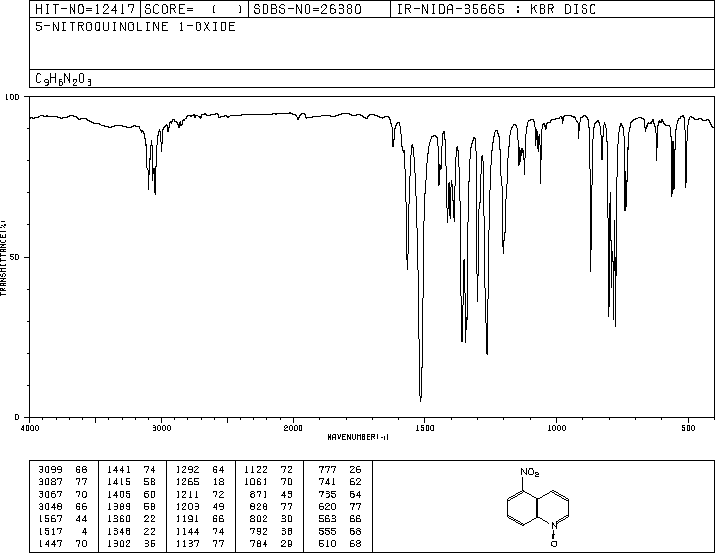 HIT-NO=12417 SCORE= ( ) SDBS-NO=26380 IR-NIDA-35665 : KBR DISC
5-NITROQUINOLINE 1-OXIDE
C9H6N2O3
100
50
0
TRANSMITTANCE(%)
4000 3000 2000 1500 1000 500
WAVENUMBER(-1)
3099 68 1441 74 1292 64 1122 72 777 26
3087 77 1415 58 1265 18 1061 70 741 62
3067 70 1405 60 1211 72 871 43 735 64
3048 66 1389 58 1203 49 828 77 620 77
1567 44 1360 22 1191 66 802 30 563 66
1517 4 1348 22 1144 74 792 38 555 68
1447 70 1302 35 1137 77 784 29 510 68
NO2
N
O